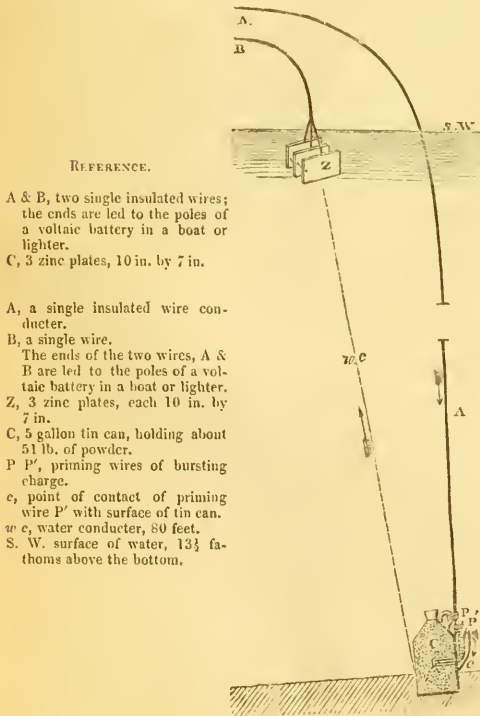 A.
B
S.W
Z
REFERENCE.
A & B, two single insulated wires;
the ends are led to the poles of
a voltaic battery in a boat or
lighter.
C, 3 zinc plates, 10 in. by 7 in.
A, a single insulated wire con-
ducter.
B, a single wire.
The ends of the two wires, A &
B are led to the poles of a vol-
taic battery in a boat or lighter.
Z, 3 zinc plates, each 10 in. by
7 in.
C, 5 gallon tin can, holding about
51 lb. of powder.
P P′, priming wires of bursting
charge.
c, point of contact of priming
wire P′ with surface of tin can.
w c, water conducter, 80 feet.
S. W. surface of water, 13½ fa-
thoms above the bottom.
w.c
A
P′
P
C
c